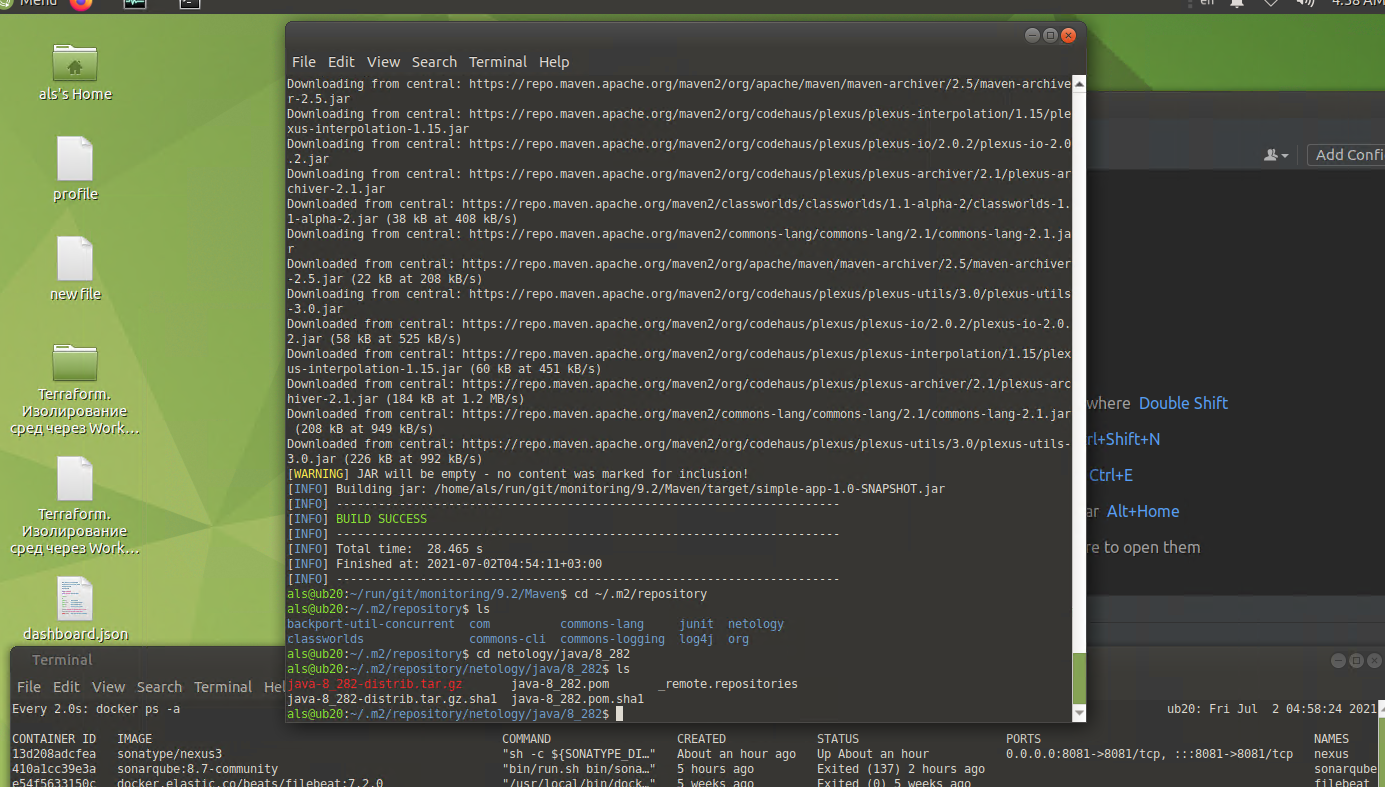 Menu
en
4:58 AM
als's Home
profile
new file
Terraform.
Изолирование
сред через Work…
Terraform.
Изолирование
сред через Work…
dashboard.json
File Edit View Search Terminal Help
Downloading from central: https://repo.maven.apache.org/maven2/org/apache/maven/maven-archiver/2.5/maven-archive
r-2.5.jar
Downloading from central: https://repo.maven.apache.org/maven2/org/codehaus/plexus/plexus-interpolation/1.15/ple
xus-interpolation-1.15.jar
Downloading from central: https://repo.maven.apache.org/maven2/org/codehaus/plexus/plexus-io/2.0.2/plexus-io-2.0
.2.jar
Downloading from central: https://repo.maven.apache.org/maven2/org/codehaus/plexus/plexus-archiver/2.1/plexus-ar
chiver-2.1.jar
Downloaded from central: https://repo.maven.apache.org/maven2/classworlds/classworlds/1.1-alpha-2/classworlds-1.
1-alpha-2.jar (38 kB at 408 kB/s)
Downloading from central: https://repo.maven.apache.org/maven2/commons-lang/commons-lang/2.1/commons-lang-2.1.ja
r
Downloaded from central: https://repo.maven.apache.org/maven2/org/apache/maven/maven-archiver/2.5/maven-archiver
-2.5.jar (22 kB at 208 kB/s)
Downloading from central: https://repo.maven.apache.org/maven2/org/codehaus/plexus/plexus-utils/3.0/plexus-utils
-3.0.jar
Downloaded from central: https://repo.maven.apache.org/maven2/org/codehaus/plexus/plexus-io/2.0.2/plexus-io-2.0.
2.jar (58 kB at 525 kB/s)
Downloaded from central: https://repo.maven.apache.org/maven2/org/codehaus/plexus/plexus-interpolation/1.15/plex
us-interpolation-1.15.jar (60 kB at 451 kB/s)
Downloaded from central: https://repo.maven.apache.org/maven2/org/codehaus/plexus/plexus-archiver/2.1/plexus-arc
hiver-2.1.jar (184 kB at 1.2 MB/s)
Downloaded from central: https://repo.maven.apache.org/maven2/commons-lang/commons-lang/2.1/commons-lang-2.1.jar
(208 kB at 949 kB/s)
Downloaded from central: https://repo.maven.apache.org/maven2/org/codehaus/plexus/plexus-utils/3.0/plexus-utils-
3.0.jar (226 kB at 992 kB/s)
[WARNING] JAR will be empty - no content was marked for inclusion!
[INFO] Building jar: /home/als/run/git/monitoring/9.2/Maven/target/simple-app-1.0-SNAPSHOT.jar
[INFO] ------------------------------------------------------------------------
[INFO] BUILD SUCCESS
[INFO] ------------------------------------------------------------------------
[INFO] Total time:  28.465 s
[INFO] Finished at: 2021-07-02T04:54:11+03:00
[INFO] ------------------------------------------------------------------------
als@ub20:~/run/git/monitoring/9.2/Maven$ cd ~/.m2/repository
als@ub20:~/.m2/repository$ ls
backport-util-concurrent  com          commons-lang     junit  netology
classworlds               commons-cli  commons-logging  log4j  org
als@ub20:~/.m2/repository$ cd netology/java/8_282
als@ub20:~/.m2/repository/netology/java/8_282$ ls
java-8_282-distrib.tar.gz       java-8_282.pom       _remote.repositories
java-8_282-distrib.tar.gz.sha1  java-8_282.pom.sha1
als@ub20:~/.m2/repository/netology/java/8_282$
Add Confi
where Double Shift
rl+Shift+N
Ctrl+E
ar Alt+Home
re to open them
Terminal
File Edit View Search Terminal Hel
Every 2.0s: docker ps -a    ub20: Fri Jul  2 04:58:24 2021
CONTAINER ID   IMAGE   COMMAND   CREATED   STATUS   PORTS   NAMES
13d208adcfea   sonatype/nexus3   "sh -c ${SONATYPE_DI…"   About an hour ago   Up About an hour   0.0.0.0:8081->8081/tcp, :::8081->8081/tcp   nexus
410a1cc39e3a   sonarqube:8.7-community   "bin/run.sh bin/sona…"   5 hours ago   Exited (137) 2 hours ago   sonarqube
e54f5633150c   docker.elastic.co/beats/filebeat:7.2.0   "/usr/local/bin/dock…"   5 weeks ago   Exited (0) 5 weeks ago   filebeat